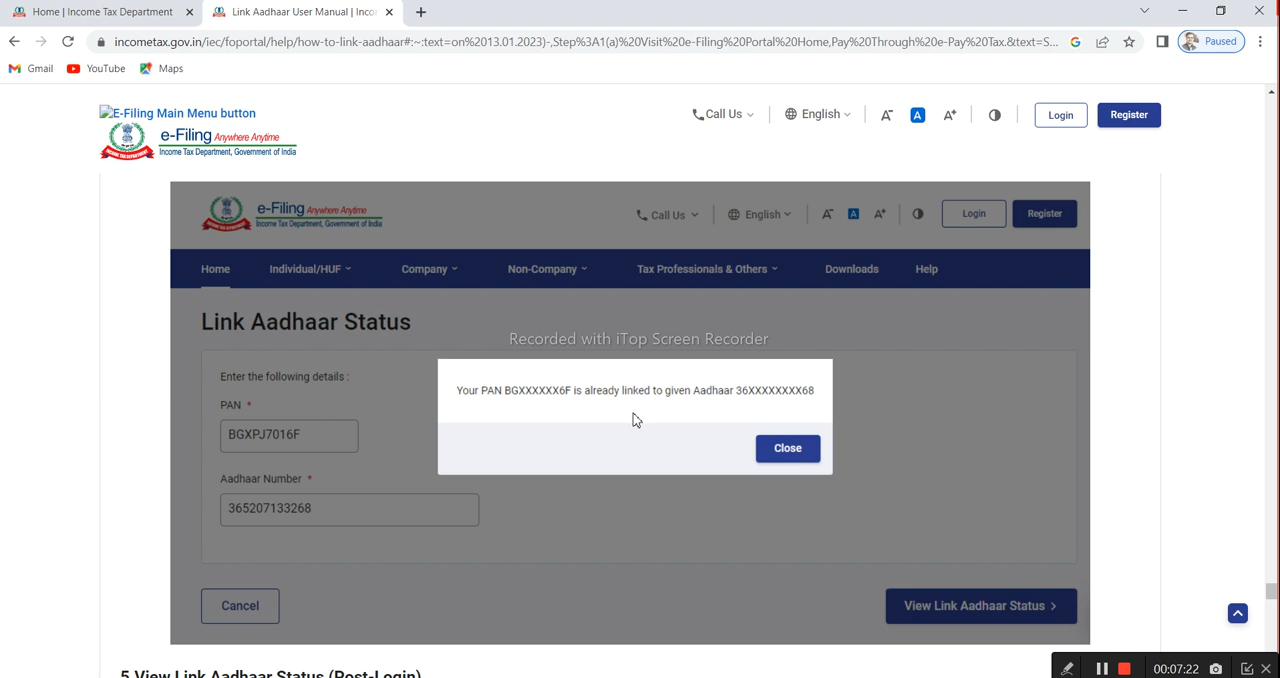 Home | Income Tax Department
Link Aadhaar User Manual | Inco
incometax.gov.in/iec/foportal/help/how-to-link-aadhaar#:~:text=on%2013.01.2023)-,Step%3A1(a)%20Visit%20e-Filing%20Portal%20Home,Pay%20Through%20e-Pay%20Tax.&text=S...
Paused
Gmail YouTube Maps
E-Filing Main Menu button
e-Filing Anywhere Anytime
Income Tax Department, Government of India
Call Us English A- A A+ Login Register
e-Filing Anywhere Anytime
Income Tax Department, Government of India
Call Us English A- A A+ Login Register
Home Individual/HUF Company Non-Company Tax Professionals & Others Downloads Help
Link Aadhaar Status
Recorded with iTop Screen Recorder
Enter the following details :
PAN *
BGXPJ7016F
Your PAN BGXXXXXX6F is already linked to given Aadhaar 36XXXXXXXX68
Close
Aadhaar Number *
365207133268
Cancel
View Link Aadhaar Status >
5 View Link Aadhaar Status (Post-Login)
00:07:22